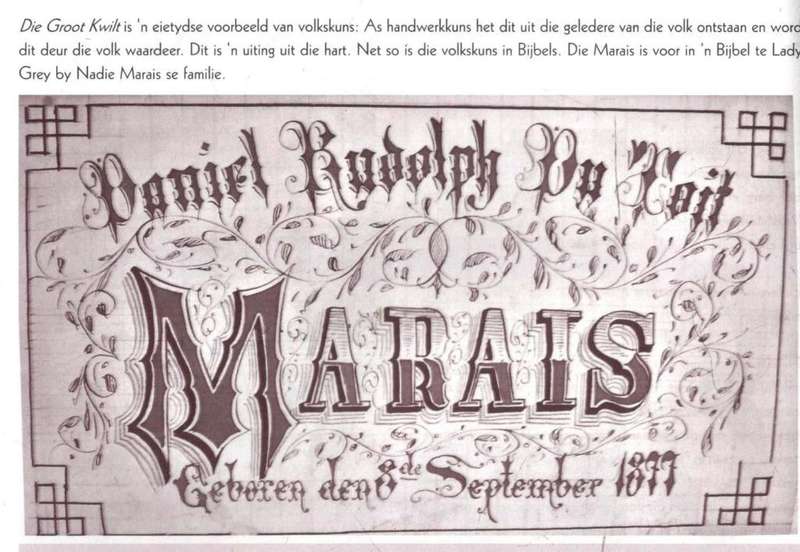 Die Groot Kwilt is 'n eietydse voorbeeld van volkskuns: As handwerkkuns het dit uit die geledere van die volk ontstaan en word
dit deur die volk waardeer. Dit is 'n uiting uit die hart. Net so is die volkskuns in Bijbels. Die Marais is voor in 'n Bijbel te Lady
Grey by Nadie Marais se familie.
Daniel Rudolph Du Toit
MARAIS
Geboren den 8de September 1877